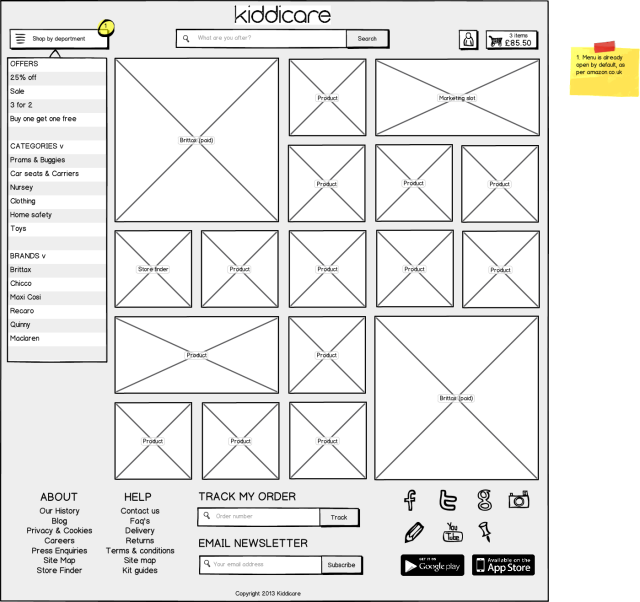 kiddicare
1
Shop by department
What are you after?
Search
3 items
£85.50
1. Menu is already
open by default, as
per amazon.co.uk
OFFERS
25% off
Sale
3 for 2
Buy one get one free
CATEGORIES v
Prams & Buggies
Car seats & Carriers
Nursey
Clothing
Home safety
Toys
BRANDS v
Brittax
Chicco
Maxi Cosi
Recaro
Quinny
Maclaren
Brittax (paid)
Product
Marketing slot
Product
Product
Product
Store finder
Product
Product
Product
Product
Product
Product
Brittax (paid)
Product
Product
Product
ABOUT
Our History
Blog
Privacy & Cookies
Careers
Press Enquiries
Site Map
Store Finder
HELP
Contact us
Faq's
Delivery
Returns
Terms & conditions
Site map
Kit guides
TRACK MY ORDER
Order number
Track
EMAIL NEWSLETTER
Your email address
Subscribe
You
Tube
GET IT ON
Google play
Available on the
App Store
Copyright 2013 Kiddicare